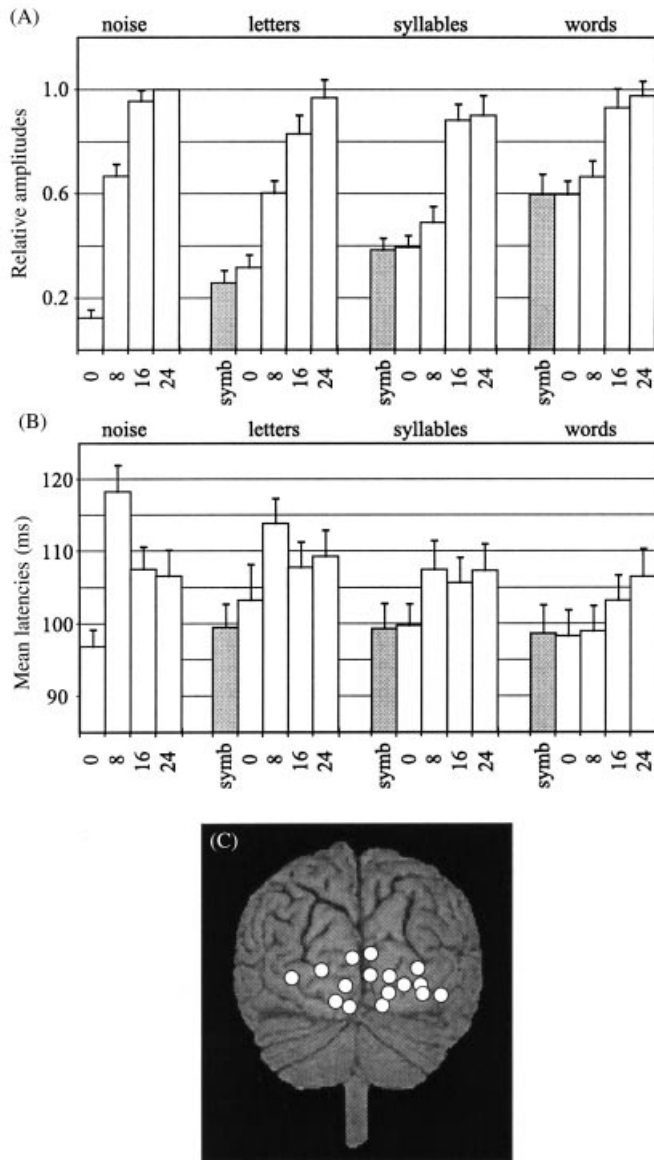 (A)
noise letters syllables words
1.0
0.6
0.2
Relative amplitudes
0 8 16 24 symb 0 8 16 24 symb 0 8 16 24 symb 0 8 16 24
(B)
noise letters syllables words
120
110
100
90
Mean latencies (ms)
0 8 16 24 symb 0 8 16 24 symb 0 8 16 24 symb 0 8 16 24
(C)